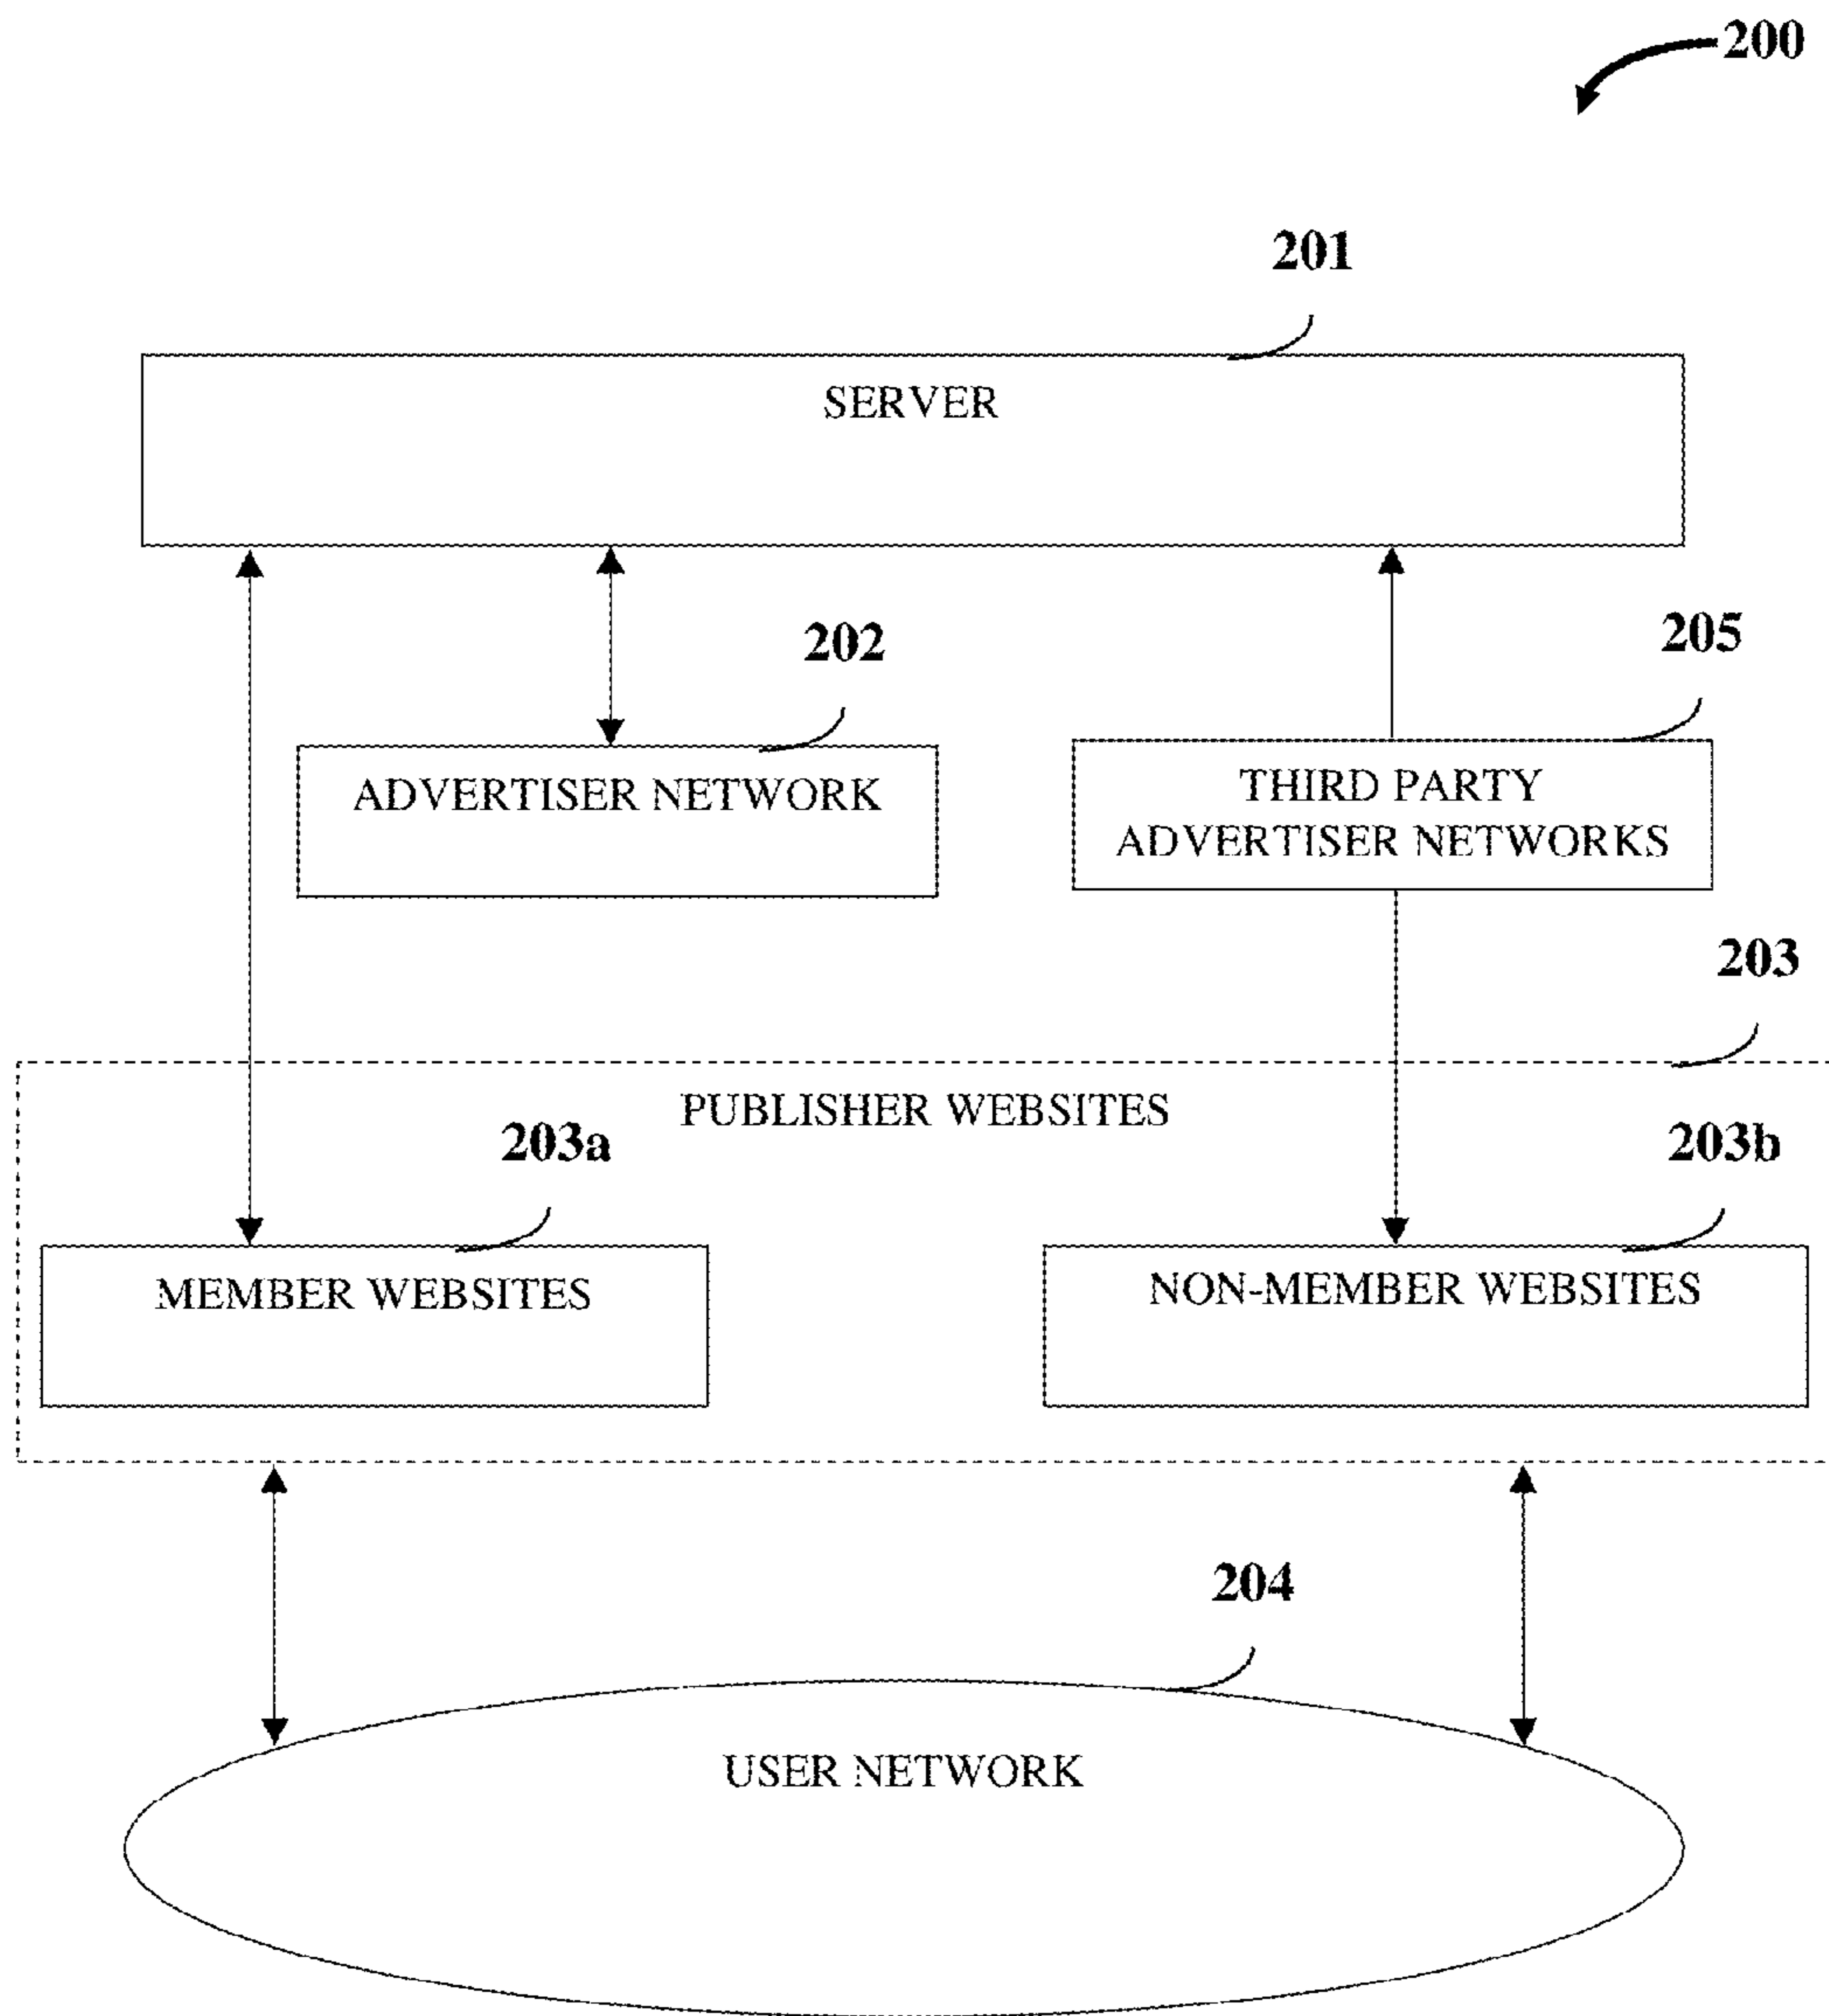 200
201
SERVER
202
205
ADVERTISER NETWORK
THIRD PARTY
ADVERTISER NETWORKS
203
PUBLISHER WEBSITES
203a
203b
MEMBER WEBSITES
NON-MEMBER WEBSITES
204
USER NETWORK